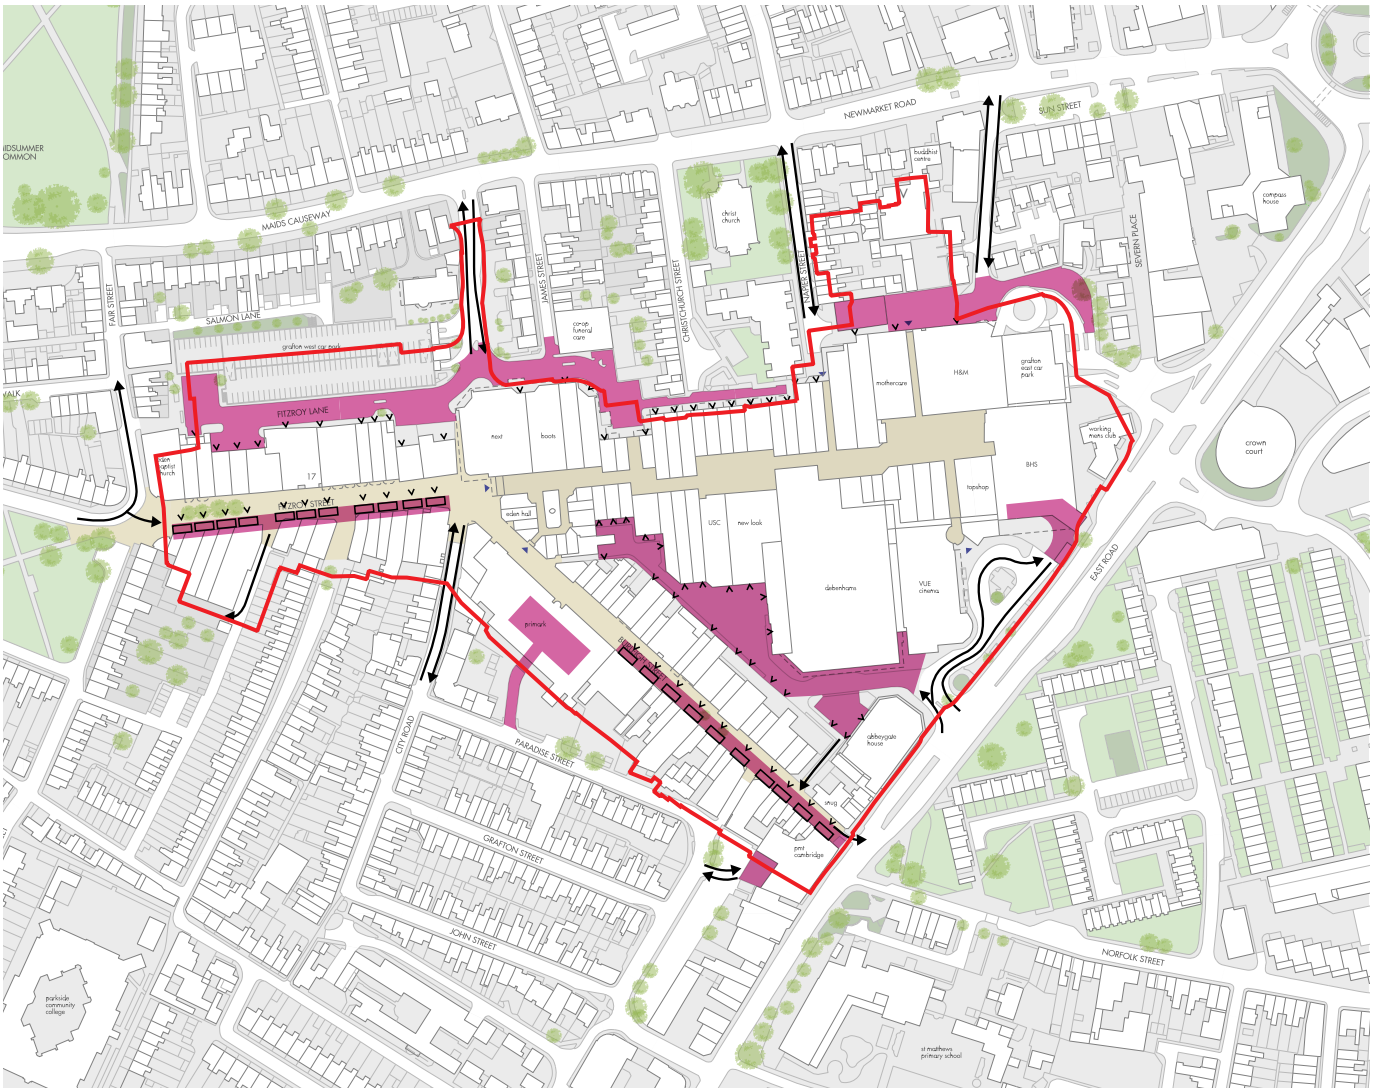 NEWMARKET ROAD
SUN STREET
buddhist
centre
compass
house
MAIDS CAUSEWAY
christ
church
SEVERN PLACE
FAIR STREET
JAMES STREET
CHRISTCHURCH STREET
NAPIER STREET
SALMON LANE
co-op
funeral
care
grafton west car park
grafton
east car
park
H&M
mothercare
FITZROY LANE
next
boots
working
mens club
crown
court
BHS
topshop
17
FITZROY STREET
eden hall
USC
new look
debenhams
VUE
cinema
EAST ROAD
primark
abbeygate
house
CITY ROAD
PARADISE STREET
snug
pmt
cambridge
GRAFTON STREET
JOHN STREET
NORFOLK STREET
parkside
community
college
st matthews
primary school